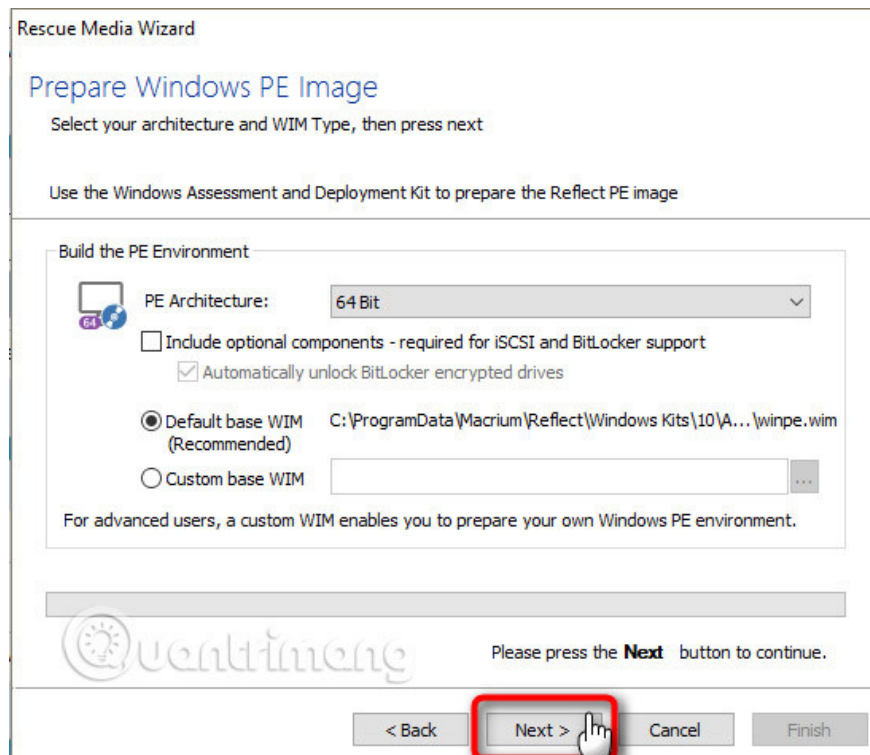 Rescue Media Wizard
Prepare Windows PE Image
Select your architecture and WIM Type, then press next
Use the Windows Assessment and Deployment Kit to prepare the Reflect PE image
Build the PE Environment
64
PE Architecture: 64 Bit
Include optional components - required for iSCSI and BitLocker support
Automatically unlock BitLocker encrypted drives
Default base WIM C:\ProgramData\Macrium\Reflect\Windows Kits\10\A...\winpe.wim
(Recommended)
Custom base WIM ...
For advanced users, a custom WIM enables you to prepare your own Windows PE environment.
Quantrimang
Please press the Next button to continue.
< Back Next > Cancel Finish